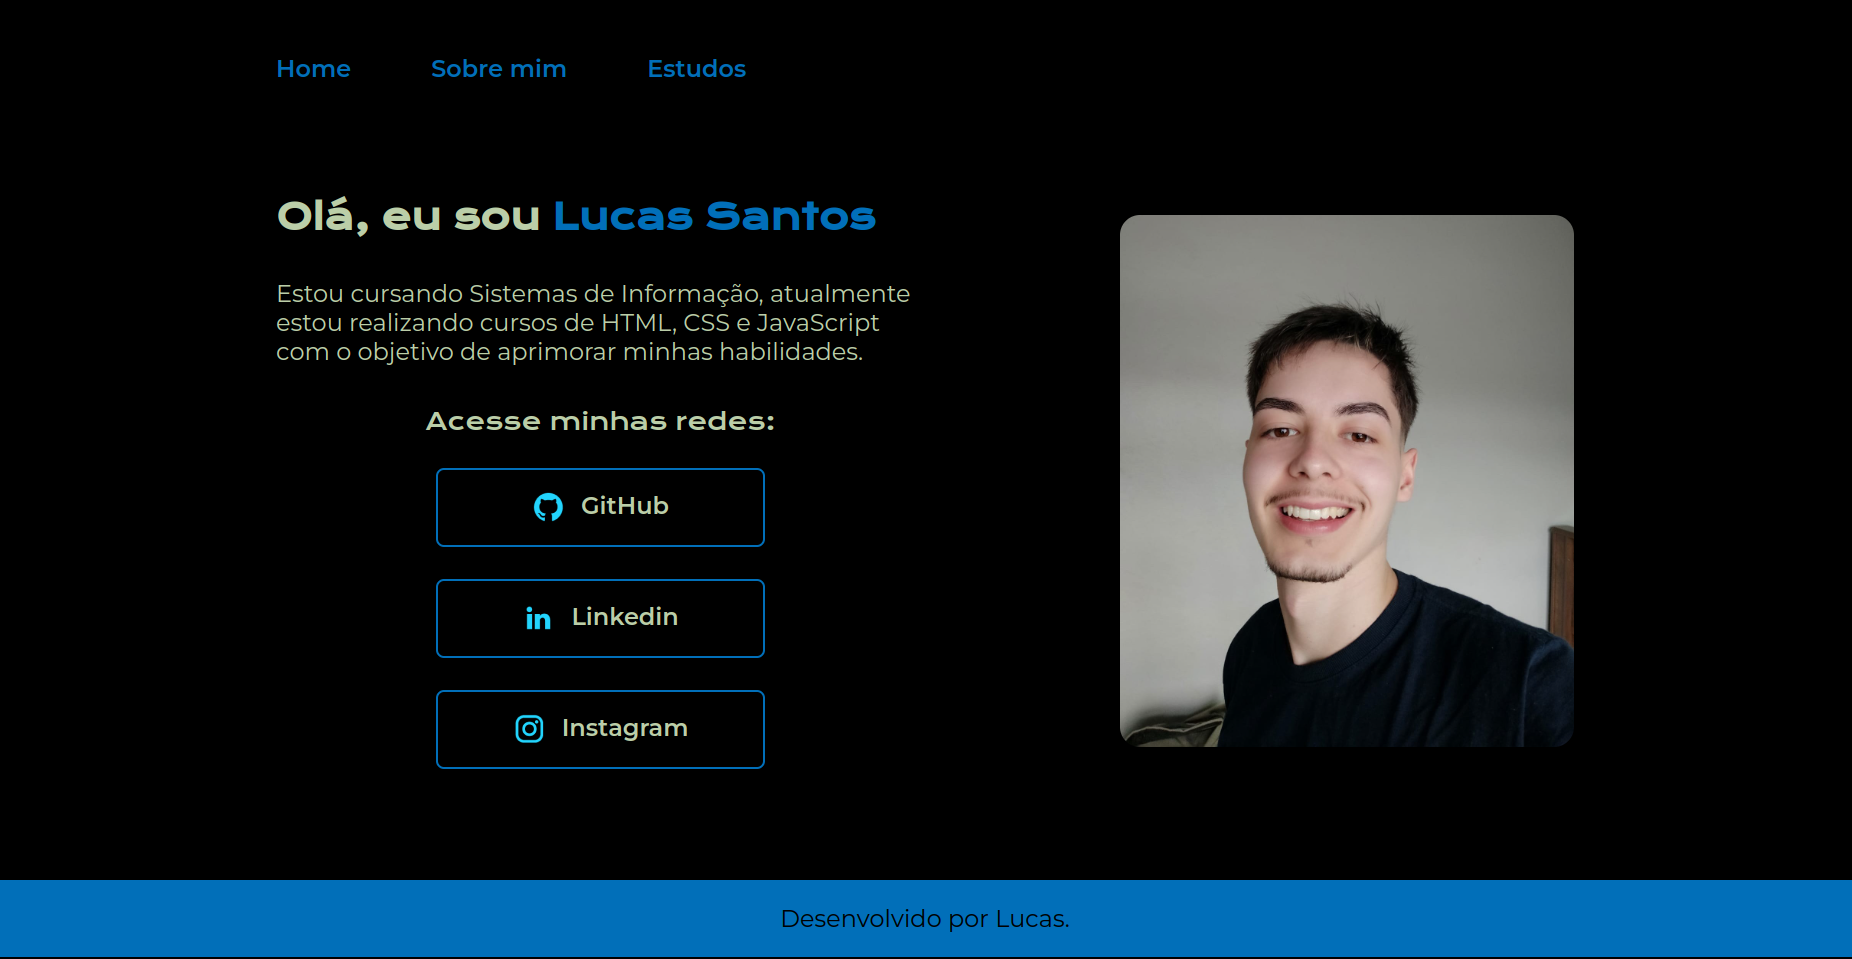 Home Sobre mim Estudos
Olá, eu sou Lucas Santos
Estou cursando Sistemas de Informação, atualmente
estou realizando cursos de HTML, CSS e JavaScript
com o objetivo de aprimorar minhas habilidades.
Acesse minhas redes:
GitHub
Linkedin
Instagram
Desenvolvido por Lucas.